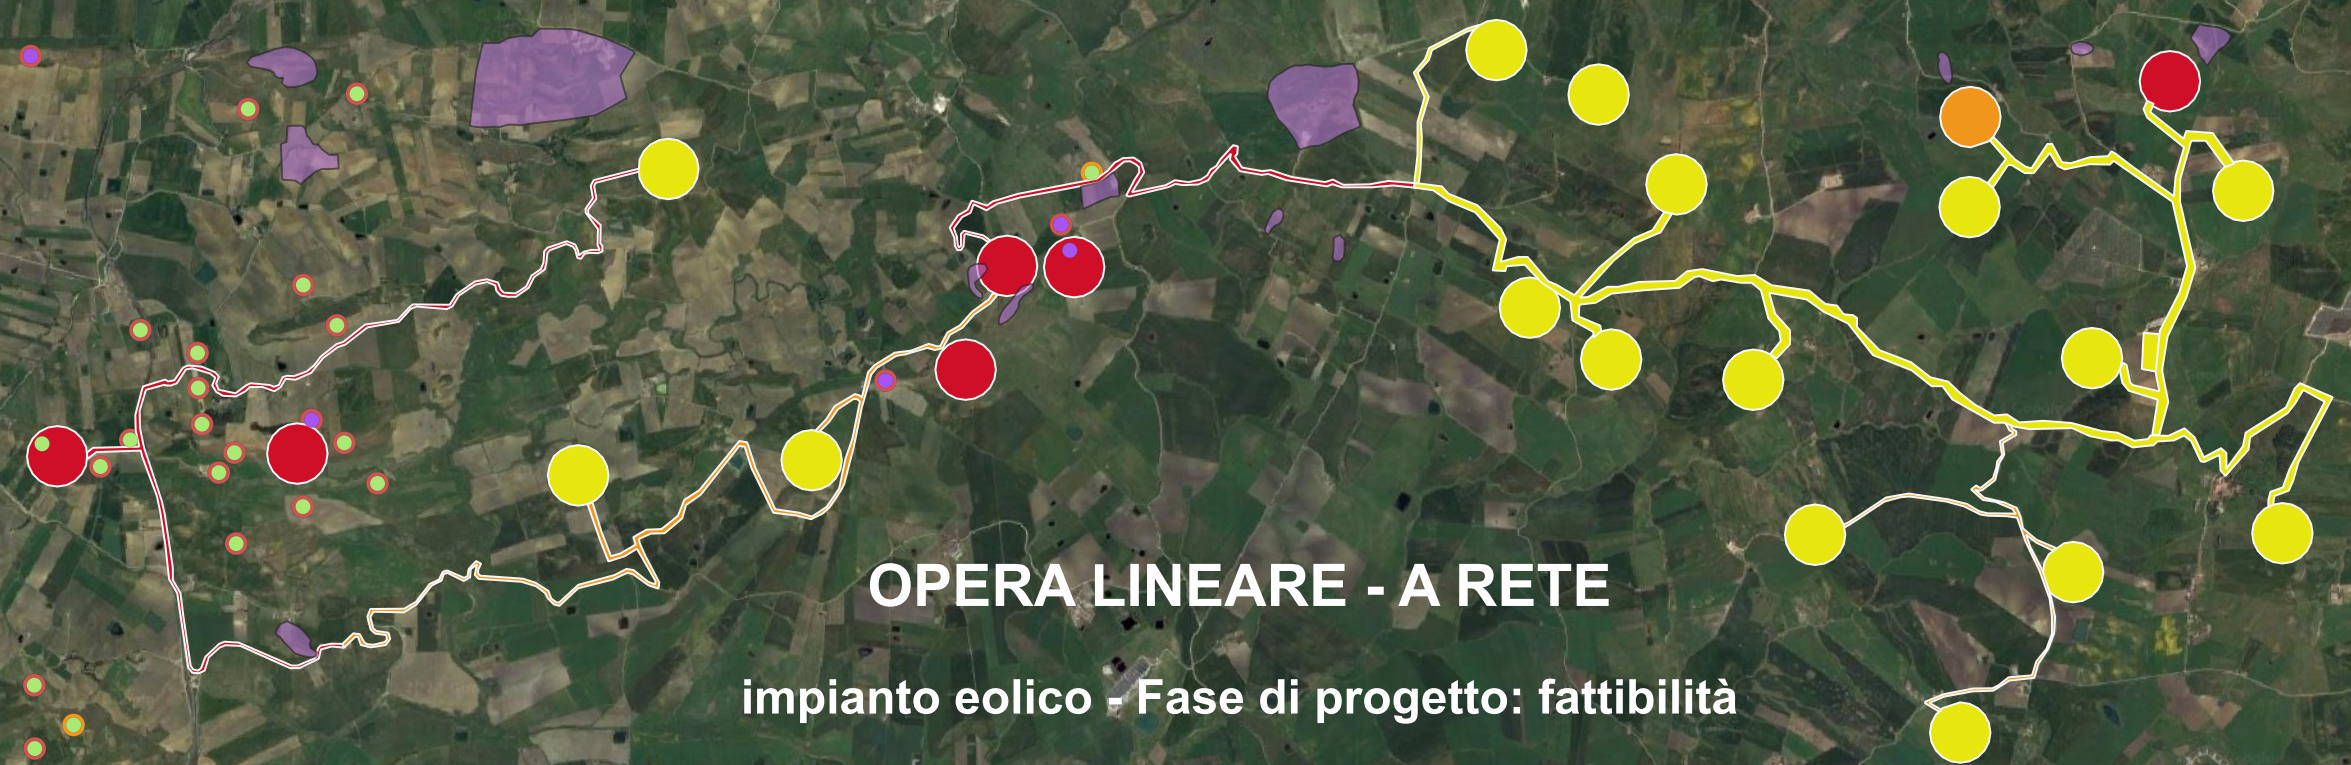 OPERA LINEARE - A RETE
impianto eolico - Fase di progetto: fattibilità